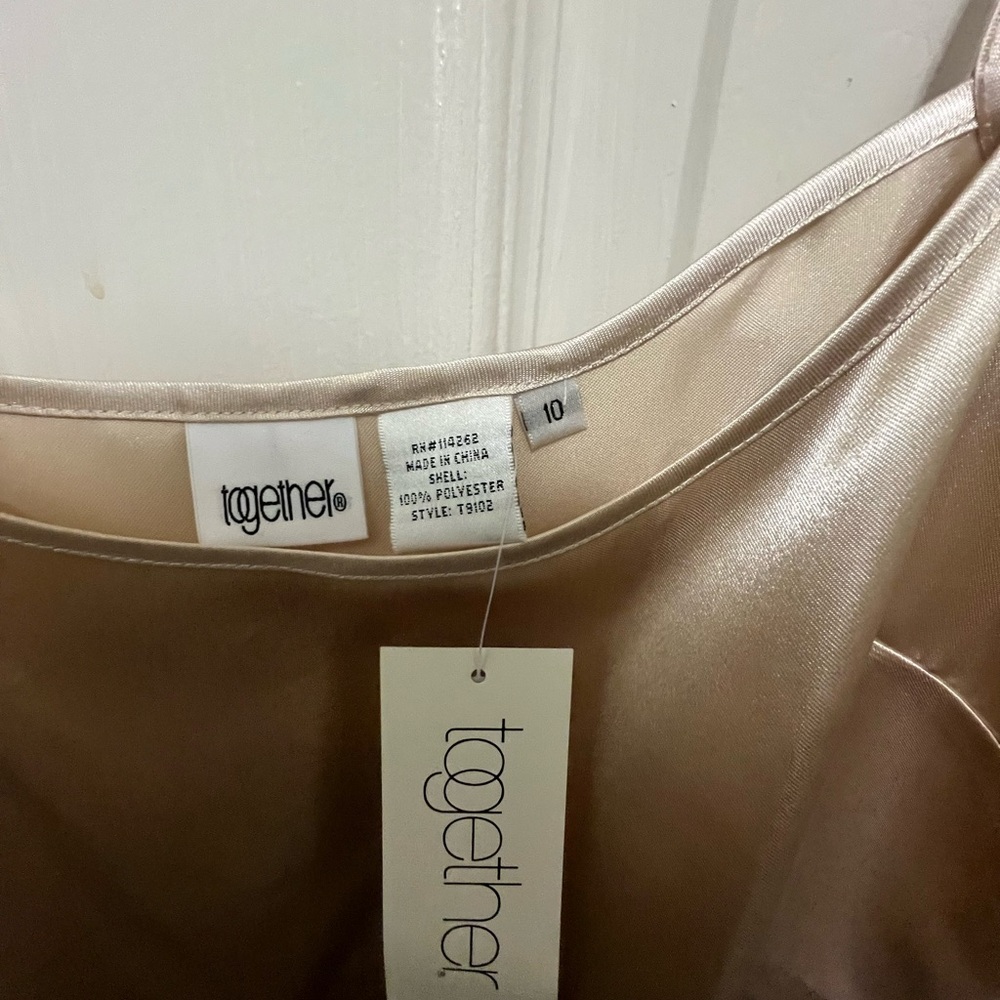 together®
RN#114262
MADE IN CHINA
SHELL:
100% POLYESTER
STYLE: T9102
10
together®